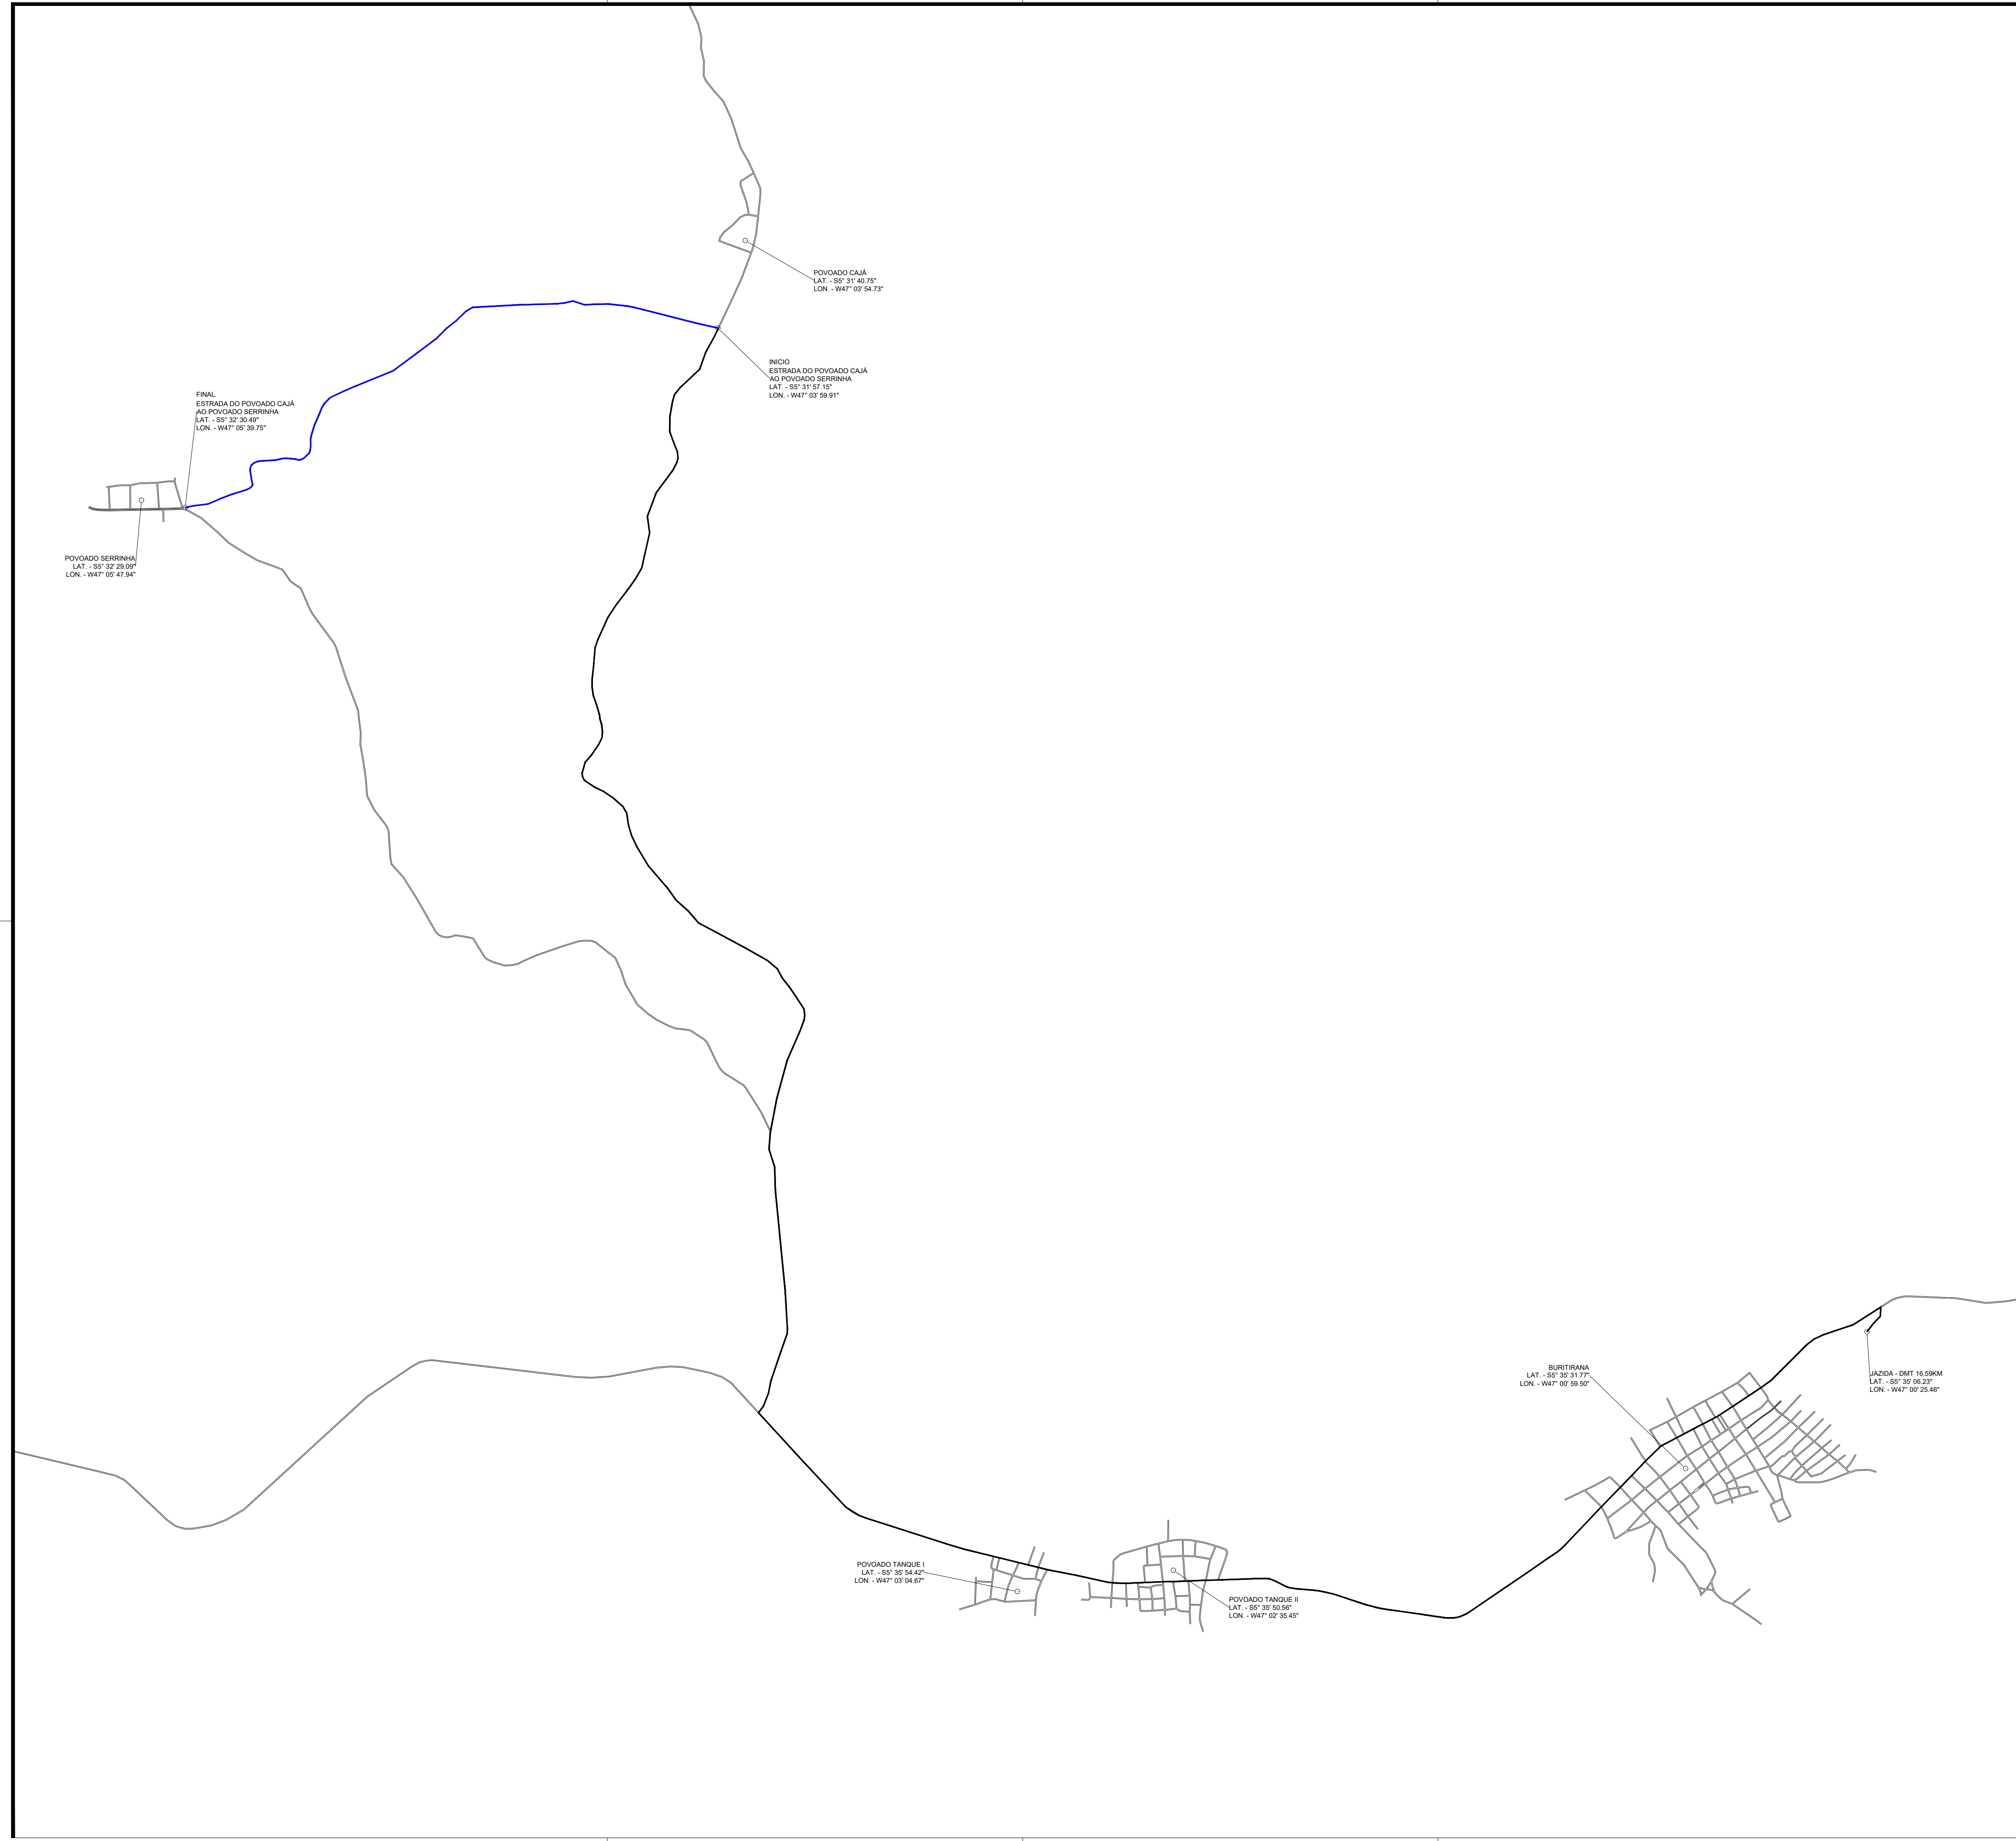 POVOADO CAJÁ
LAT. - S5° 31' 40.75"
LON. - W47° 03' 54.73"
INICIO
ESTRADA DO POVOADO CAJÁ
AO POVOADO SERRINHA
LAT. - S5° 31' 57.15"
LON. - W47° 03' 59.91"
FINAL
ESTRADA DO POVOADO CAJÁ
AO POVOADO SERRINHA
LAT. - S5° 32' 30.49"
LON. - W47° 05' 39.75"
POVOADO SERRINHA
LAT. - S5° 32' 29.09"
LON. - W47° 05' 47.94"
BURITIRANA
LAT. - S5° 35' 31.77"
LON. - W47° 00' 59.50"
JAZIDA - DMT 16,59KM
LAT. - S5° 35' 06.23"
LON. - W47° 00' 25.46"
POVOADO TANQUE I
LAT. - S5° 35' 54.42"
LON. - W47° 03' 04.67"
POVOADO TANQUE II
LAT. - S5° 35' 50.56"
LON. - W47° 02' 35.45"